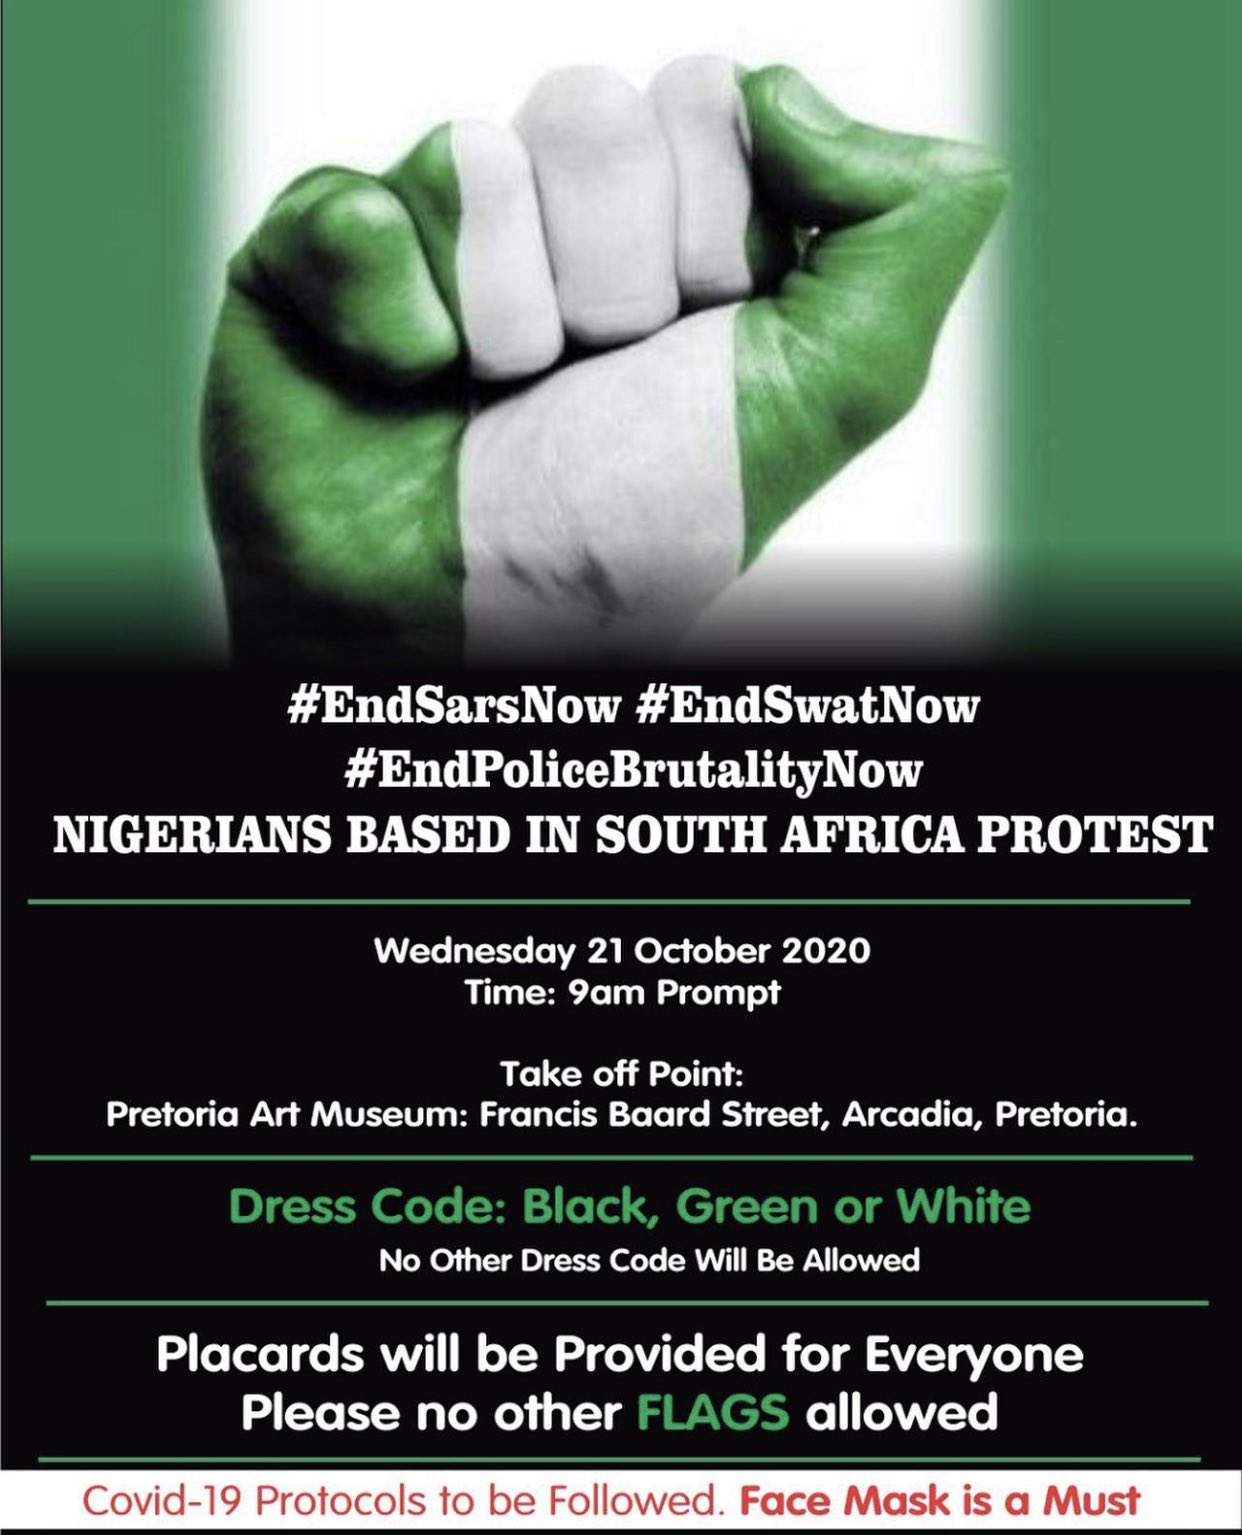 #EndSarsNow #EndSwatNow
#EndPoliceBrutalityNow
NIGERIANS BASED IN SOUTH AFRICA PROTEST
Wednesday 21 October 2020
Time: 9am Prompt
Take off Point:
Pretoria Art Museum: Francis Baard Street, Arcadia, Pretoria.
Dress Code: Black, Green or White
No Other Dress Code Will Be Allowed
Placards will be Provided for Everyone
Please no other FLAGS allowed
Covid-19 Protocols to be Followed. Face Mask is a Must